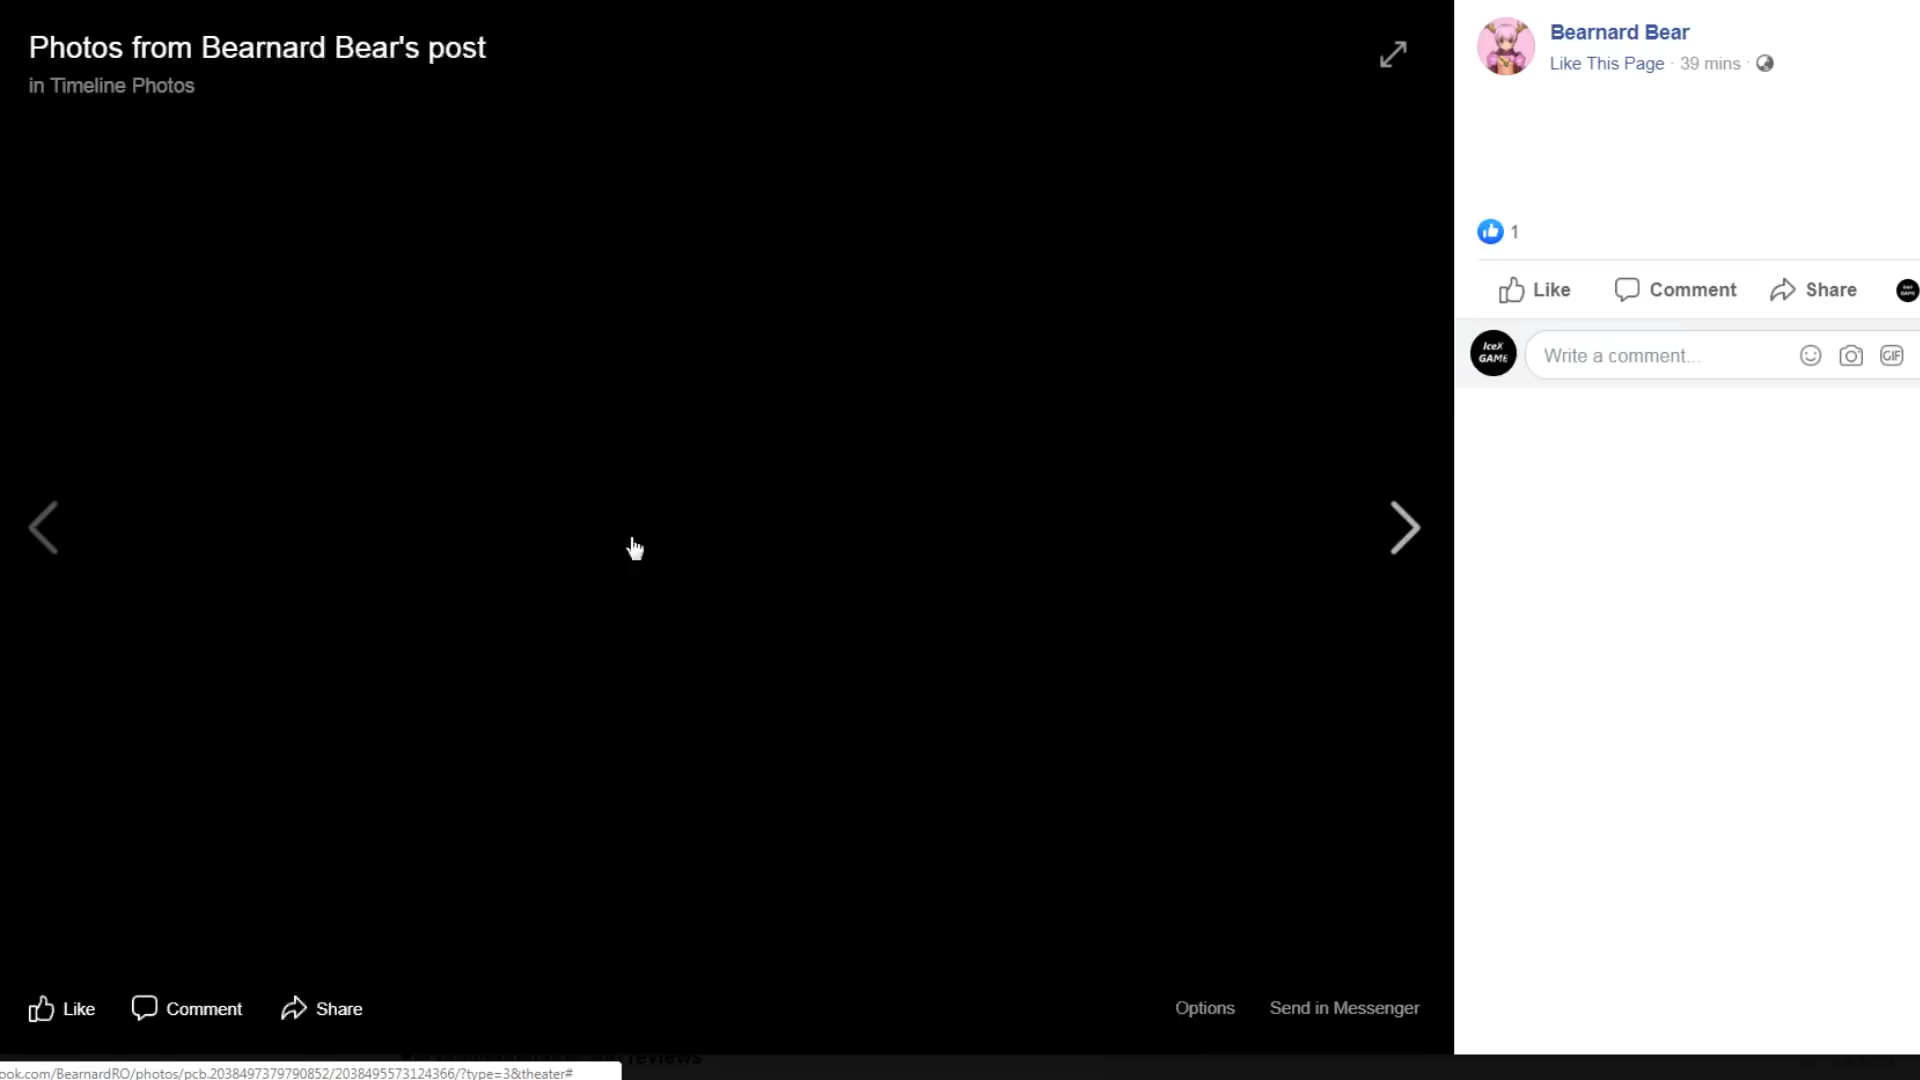 Photos from Bearnard Bear's post
in Timeline Photos
Bearnard Bear
Like This Page · 39 mins ·
1
Like Comment Share
IceX
GAME
Write a comment...
GIF
Like Comment Share
Options Send in Messenger
reviews
ook.com/BearnardRO/photos/pcb.2038497379790852/2038495573124366/?type=3&theater#